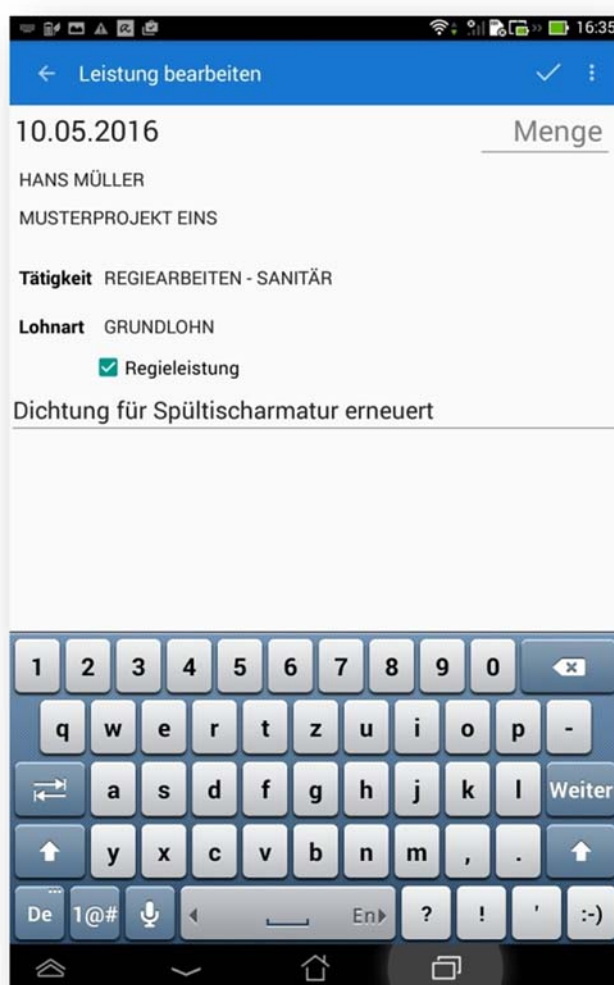 16:35
Leistung bearbeiten
10.05.2016 Menge
HANS MÜLLER
MUSTERPROJEKT EINS
Tätigkeit REGIEARBEITEN - SANITÄR
Lohnart GRUNDLOHN
Regieleistung
Dichtung für Spültischarmatur erneuert
1 2 3 4 5 6 7 8 9 0
q w e r t z u i o p -
a s d f g h j k l Weiter
y x c v b n m , .
De 1@# En ? ! ' :-)